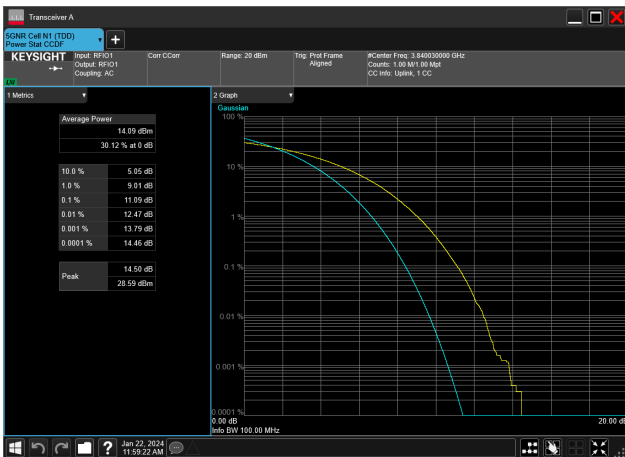 Transceiver A
5GNR Cell N1 (TDD)
Power Stat CCDF
KEYSIGHT
Input: RFIO1
Output: RFIO1
Coupling: AC
Corr CCorr
Range: 20 dBm
Trig: Prot Frame
Aligned
#Center Freq: 3.840030000 GHz
Counts: 1.00 M/1.00 Mpt
CC Info: Uplink, 1 CC
1 Metrics
Average Power
14.09 dBm
30.12 % at 0 dB
10.0 % 5.05 dB
1.0 % 9.01 dB
0.1 % 11.09 dB
0.01 % 12.47 dB
0.001 % 13.79 dB
0.0001 % 14.46 dB
Peak
14.50 dB
28.59 dBm
2 Graph
Gaussian
100 %
10 %
1 %
0.1 %
0.01 %
0.001 %
0.0001 %
0.00 dB
20.00 dB
Info BW 100.00 MHz
Jan 22, 2024
11:59:22 AM